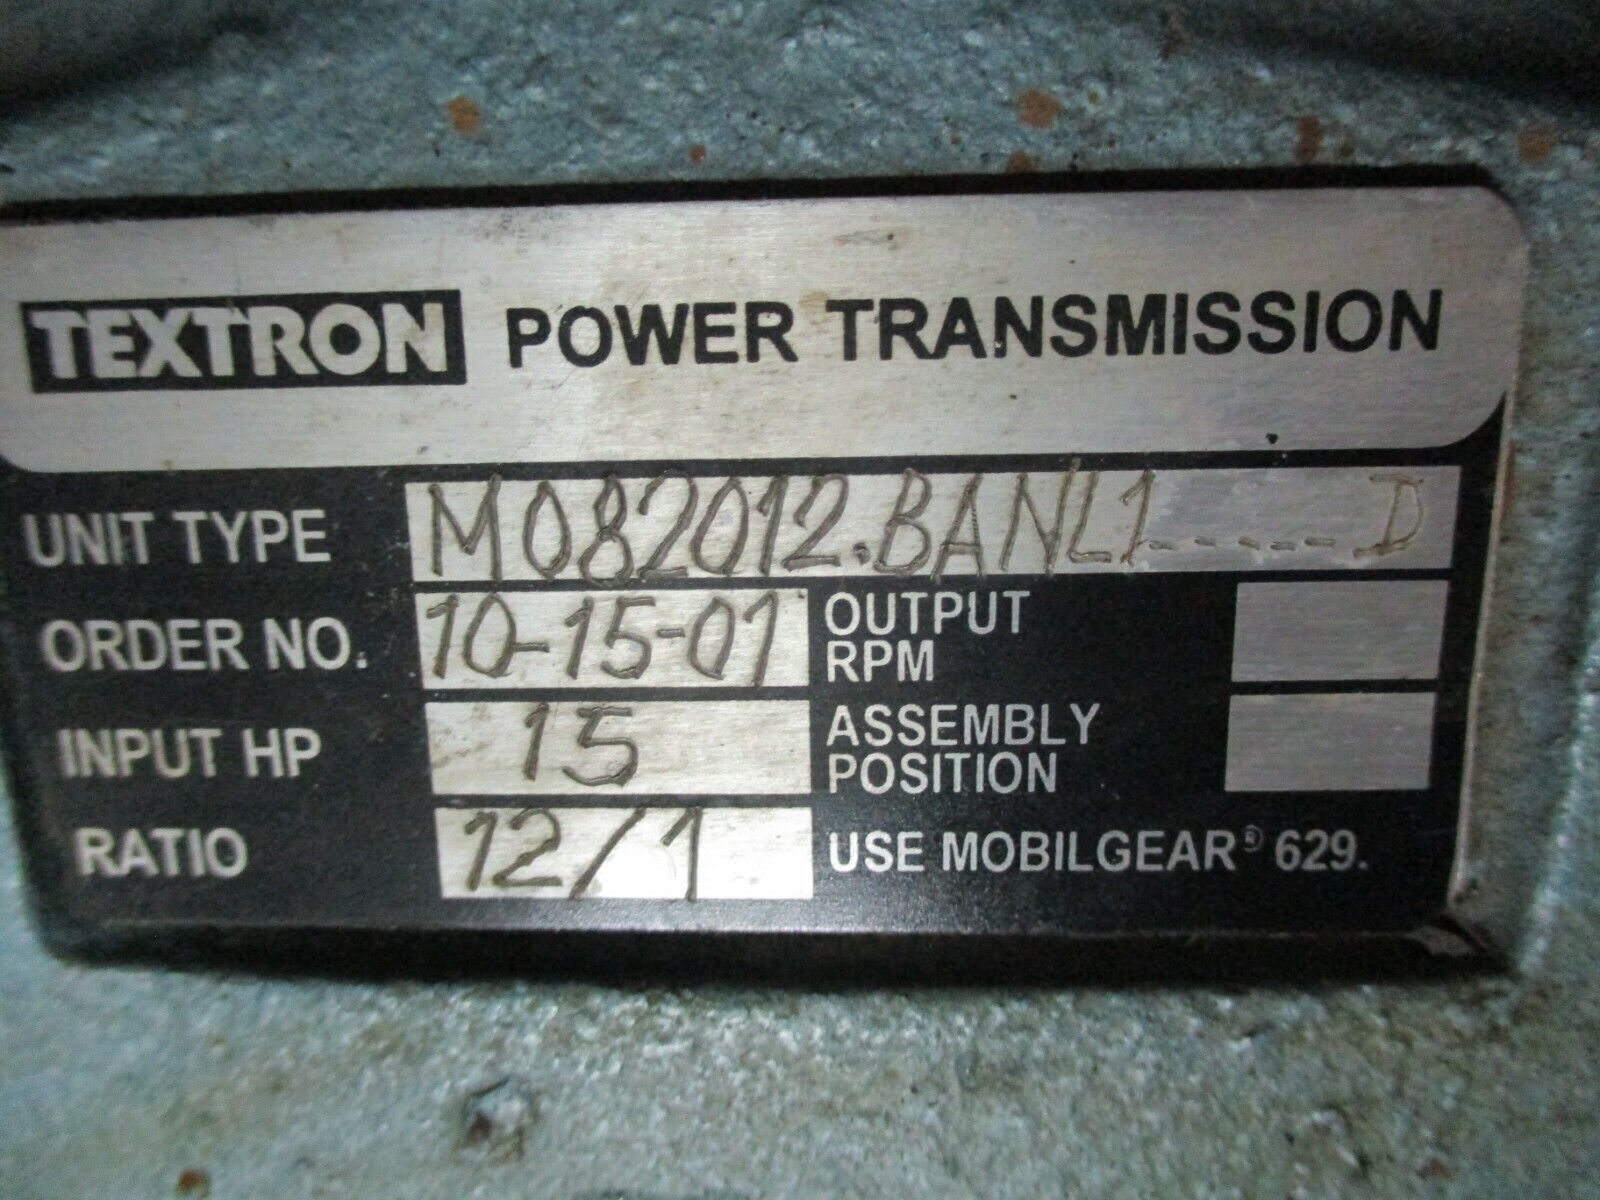 TEXTRON POWER TRANSMISSION
UNIT TYPE M082012.BANL1-----D
ORDER NO. 10-15-01
OUTPUT RPM
INPUT HP 15
ASSEMBLY POSITION
RATIO 12/1
USE MOBILGEAR® 629.